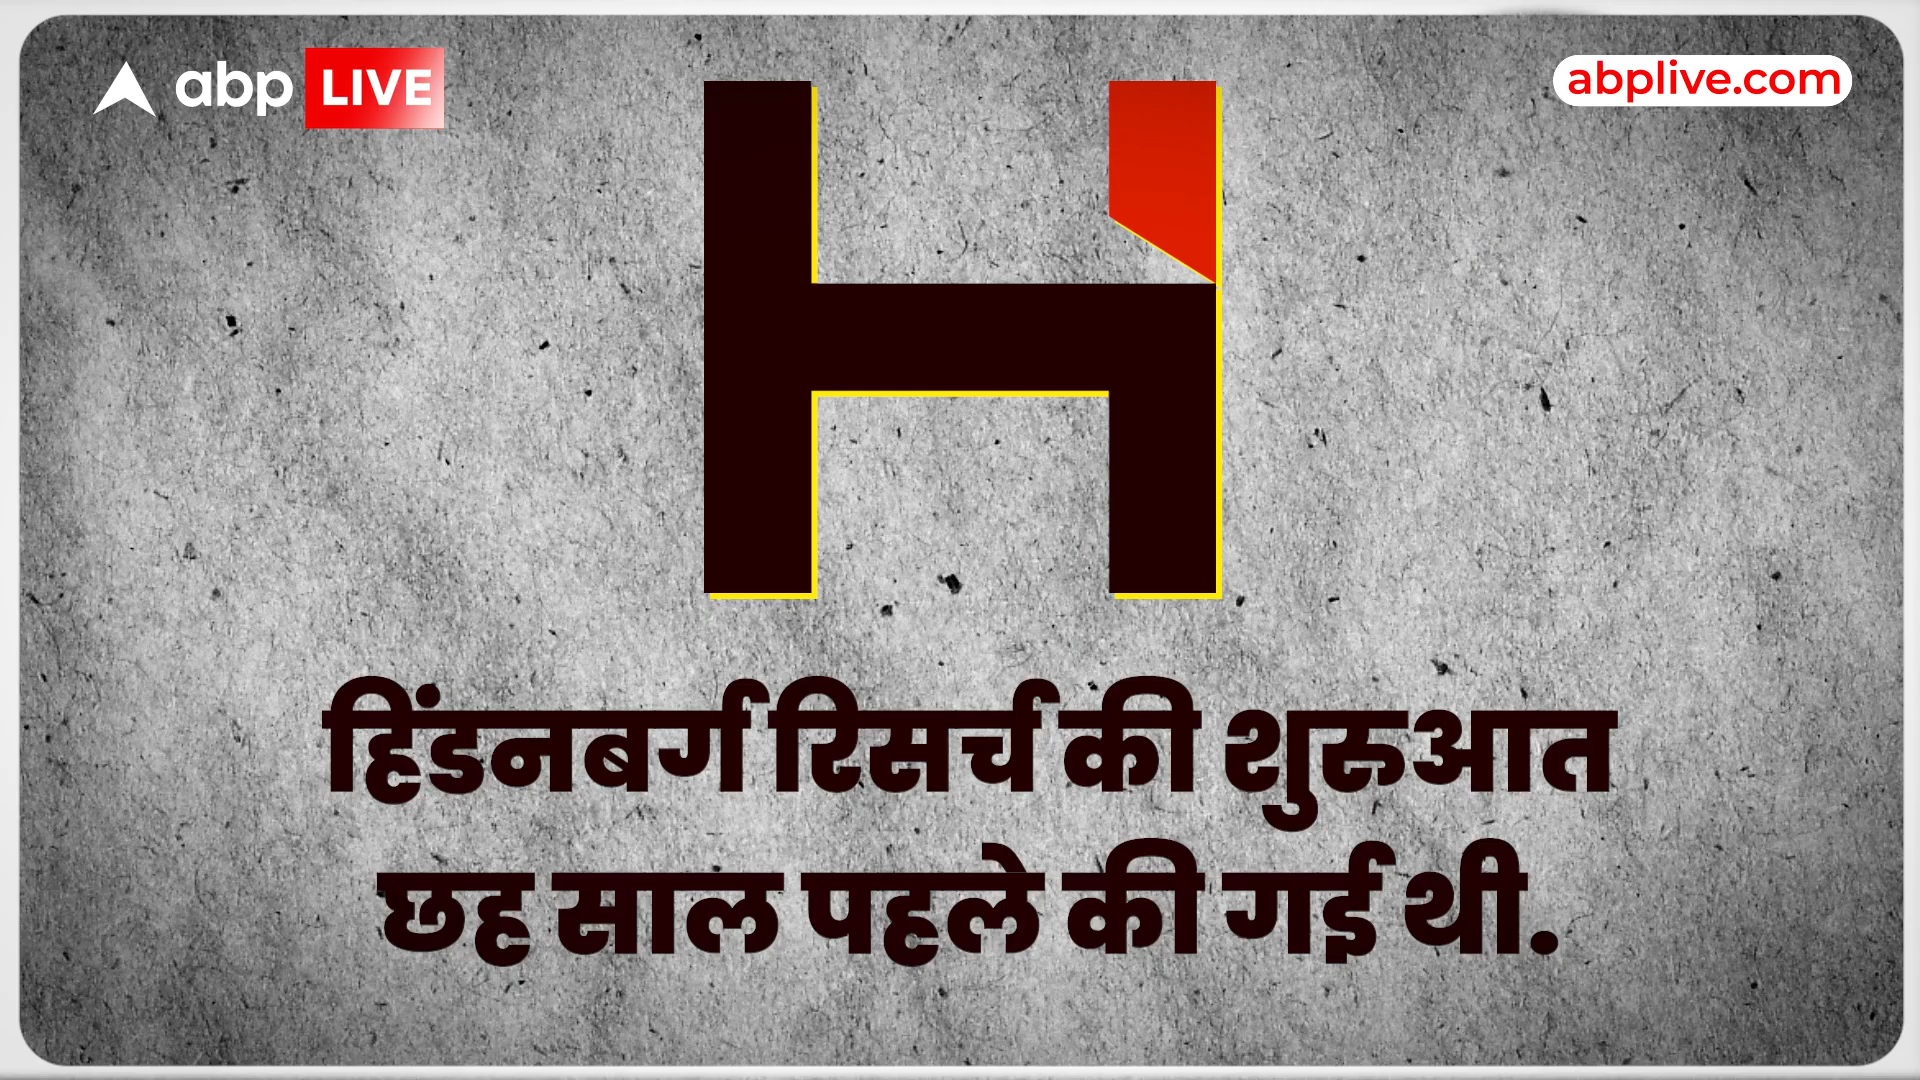 abp LIVE
abplive.com
H
हिंडनबर्ग रिसर्च की शुरुआत
छह साल पहले की गई थी.